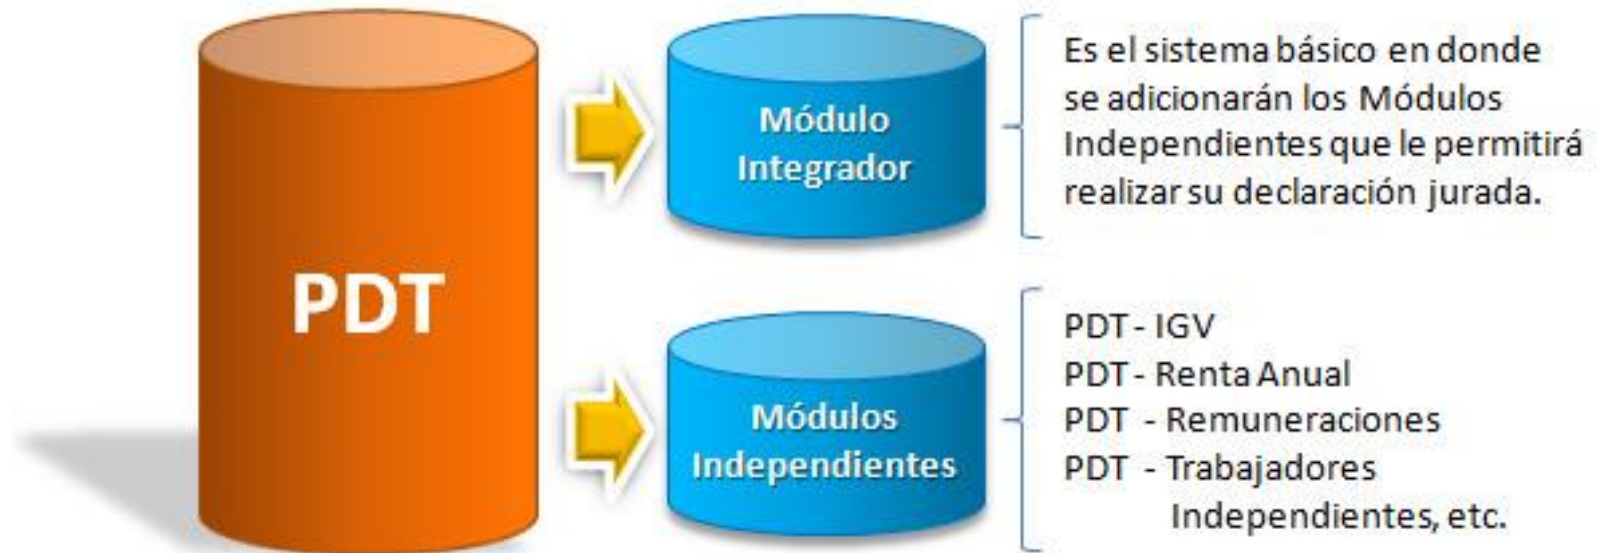 PDT
Módulo
Integrador
Es el sistema básico en donde
se adicionarán los Módulos
Independientes que le permitirá
realizar su declaración jurada.
Módulos
Independientes
PDT - IGV
PDT - Renta Anual
PDT - Remuneraciones
PDT - Trabajadores
Independientes, etc.